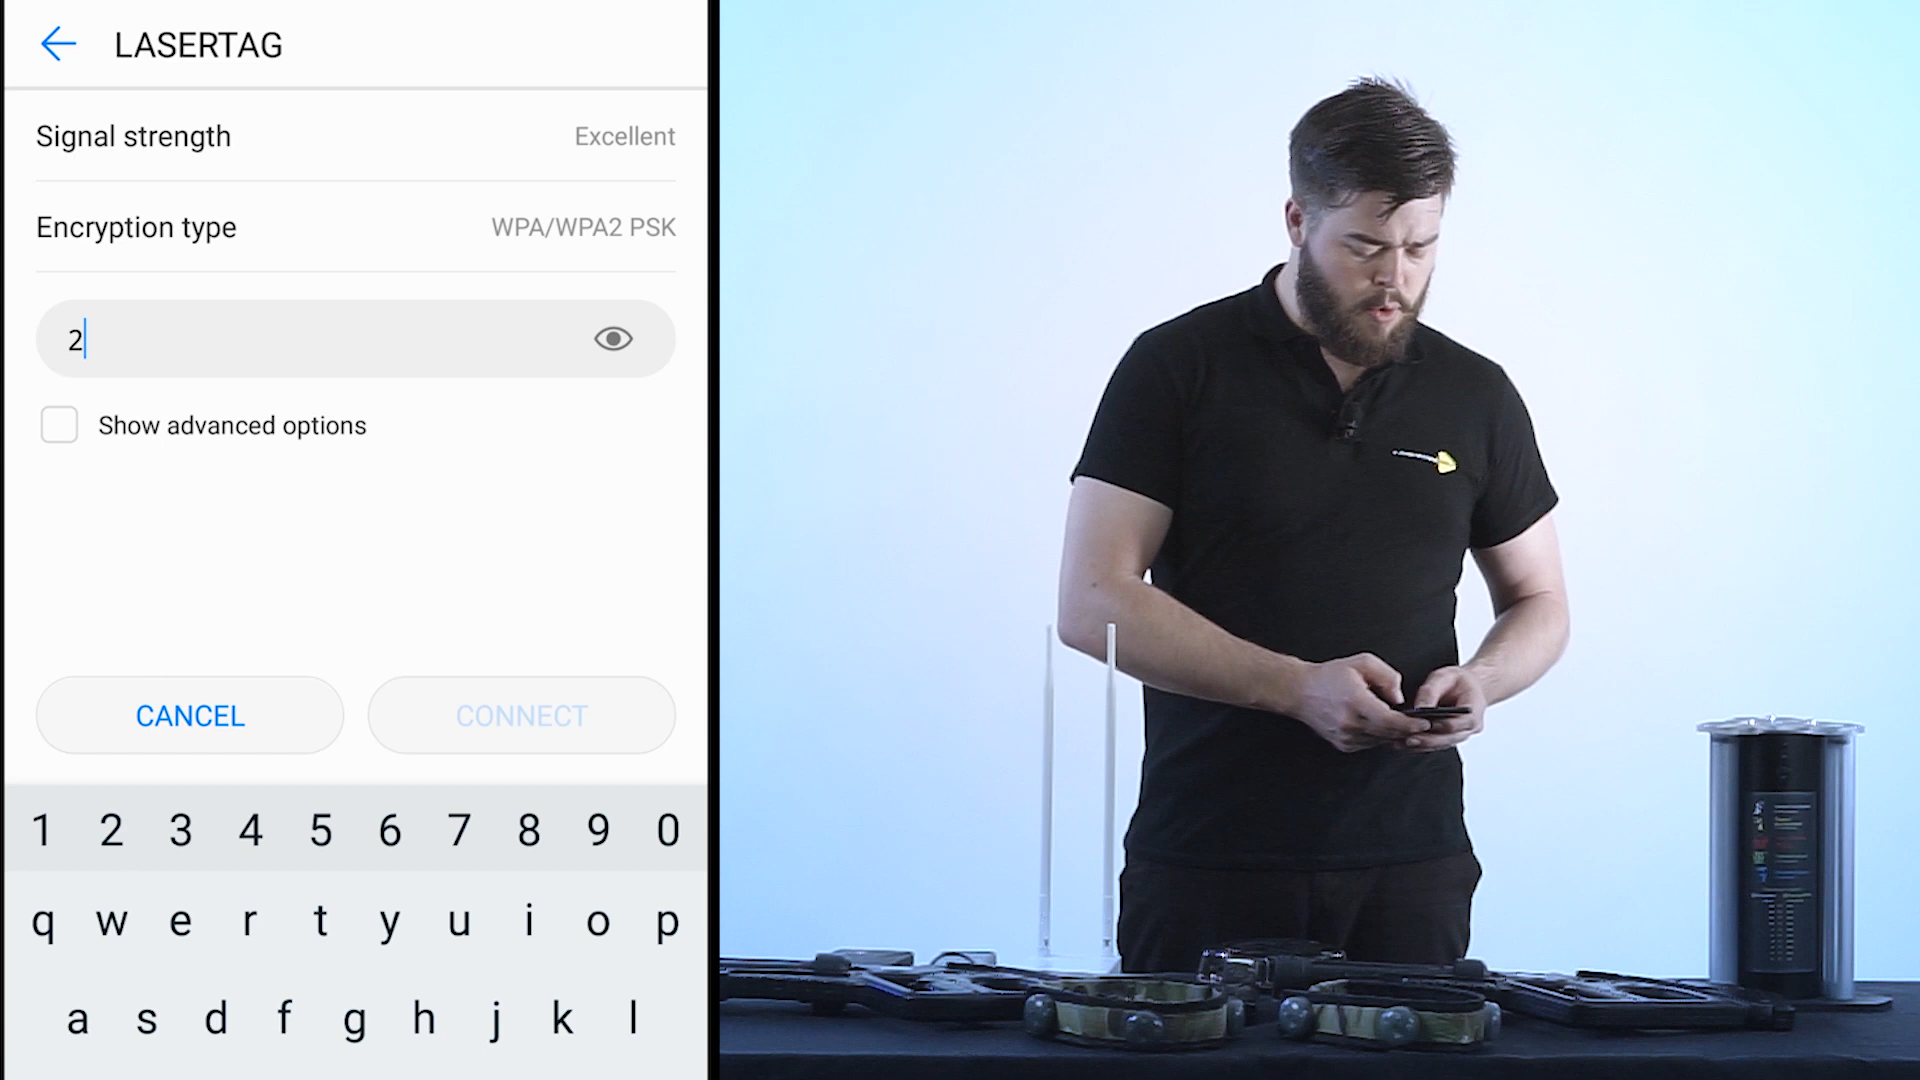 LASERTAG
Signal strength Excellent
Encryption type WPA/WPA2 PSK
2
Show advanced options
CANCEL CONNECT
1 2 3 4 5 6 7 8 9 0
q w e r t y u i o p
a s d f g h j k l